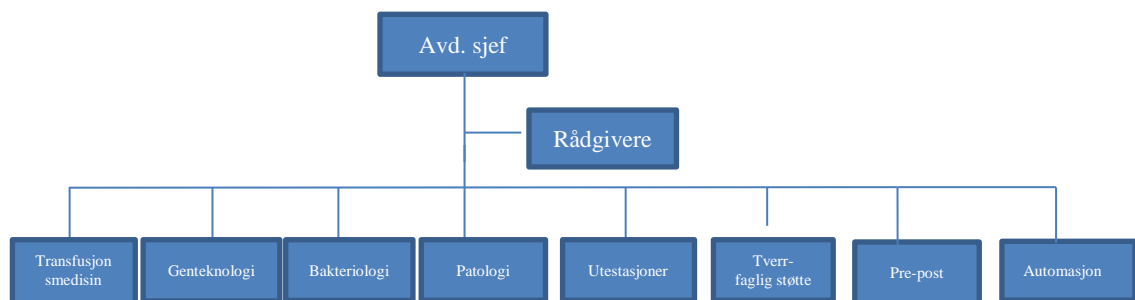 Avd. sjef
Rådgivere
Transfusjon
smedisin
Genteknologi
Bakteriologi
Patologi
Utestasjoner
Tverr-
faglig støtte
Pre-post
Automasjon